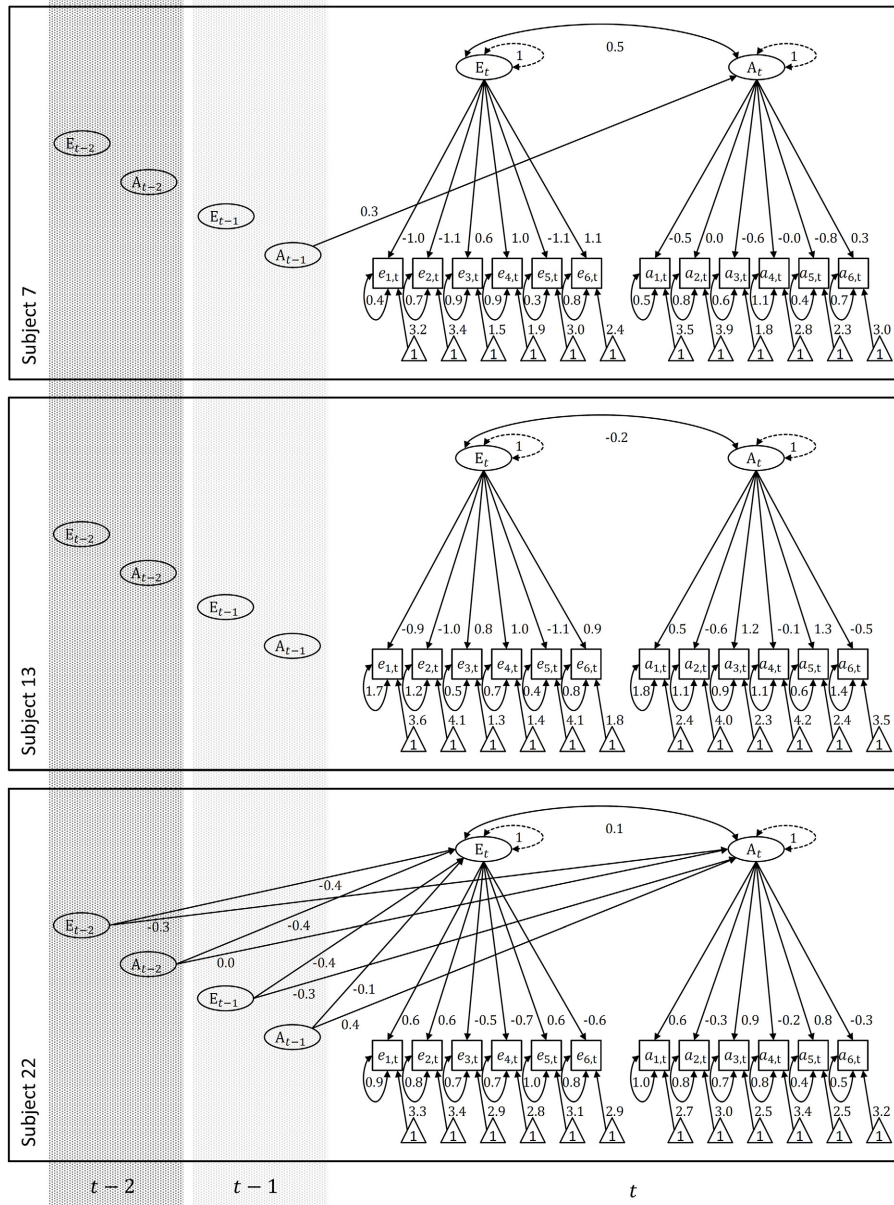 Subject 7
E_{t−2}
A_{t−2}
E_{t−1}
A_{t−1}
E_t
1
0.5
A_t
1
0.3
-1.0 -1.1 0.6 1.0 -1.1 1.1
-0.5 0.0 -0.6 -0.0 -0.8 0.3
e_{1,t} e_{2,t} e_{3,t} e_{4,t} e_{5,t} e_{6,t}
a_{1,t} a_{2,t} a_{3,t} a_{4,t} a_{5,t} a_{6,t}
0.4 0.7 0.9 0.9 0.3 0.8
0.5 0.8 0.6 1.1 0.4 0.7
3.2 3.4 1.5 1.9 3.0 2.4
3.5 3.9 1.8 2.8 2.3 3.0
1 1 1 1 1 1
1 1 1 1 1 1
Subject 13
E_{t−2}
A_{t−2}
E_{t−1}
A_{t−1}
E_t
1
-0.2
A_t
1
-0.9 -1.0 0.8 1.0 -1.1 0.9
0.5 -0.6 1.2 -0.1 1.3 -0.5
e_{1,t} e_{2,t} e_{3,t} e_{4,t} e_{5,t} e_{6,t}
a_{1,t} a_{2,t} a_{3,t} a_{4,t} a_{5,t} a_{6,t}
1.7 1.2 0.5 0.7 0.4 0.8
1.8 1.1 0.9 1.1 0.6 1.4
3.6 4.1 1.3 1.4 4.1 1.8
2.4 4.0 2.3 4.2 2.4 3.5
1 1 1 1 1 1
1 1 1 1 1 1
Subject 22
E_{t−2}
A_{t−2}
E_{t−1}
A_{t−1}
E_t
1
0.1
A_t
1
-0.4
-0.3
-0.4
0.0
-0.4
-0.3
-0.1
0.4
0.6 0.6 -0.5 -0.7 0.6 -0.6
0.6 -0.3 0.9 -0.2 0.8 -0.3
e_{1,t} e_{2,t} e_{3,t} e_{4,t} e_{5,t} e_{6,t}
a_{1,t} a_{2,t} a_{3,t} a_{4,t} a_{5,t} a_{6,t}
0.9 0.8 0.7 0.7 1.0 0.8
1.0 0.8 0.7 0.8 0.4 0.5
3.3 3.4 2.9 2.8 3.1 2.9
2.7 3.0 2.5 3.4 2.5 3.2
1 1 1 1 1 1
1 1 1 1 1 1
t − 2
t − 1
t